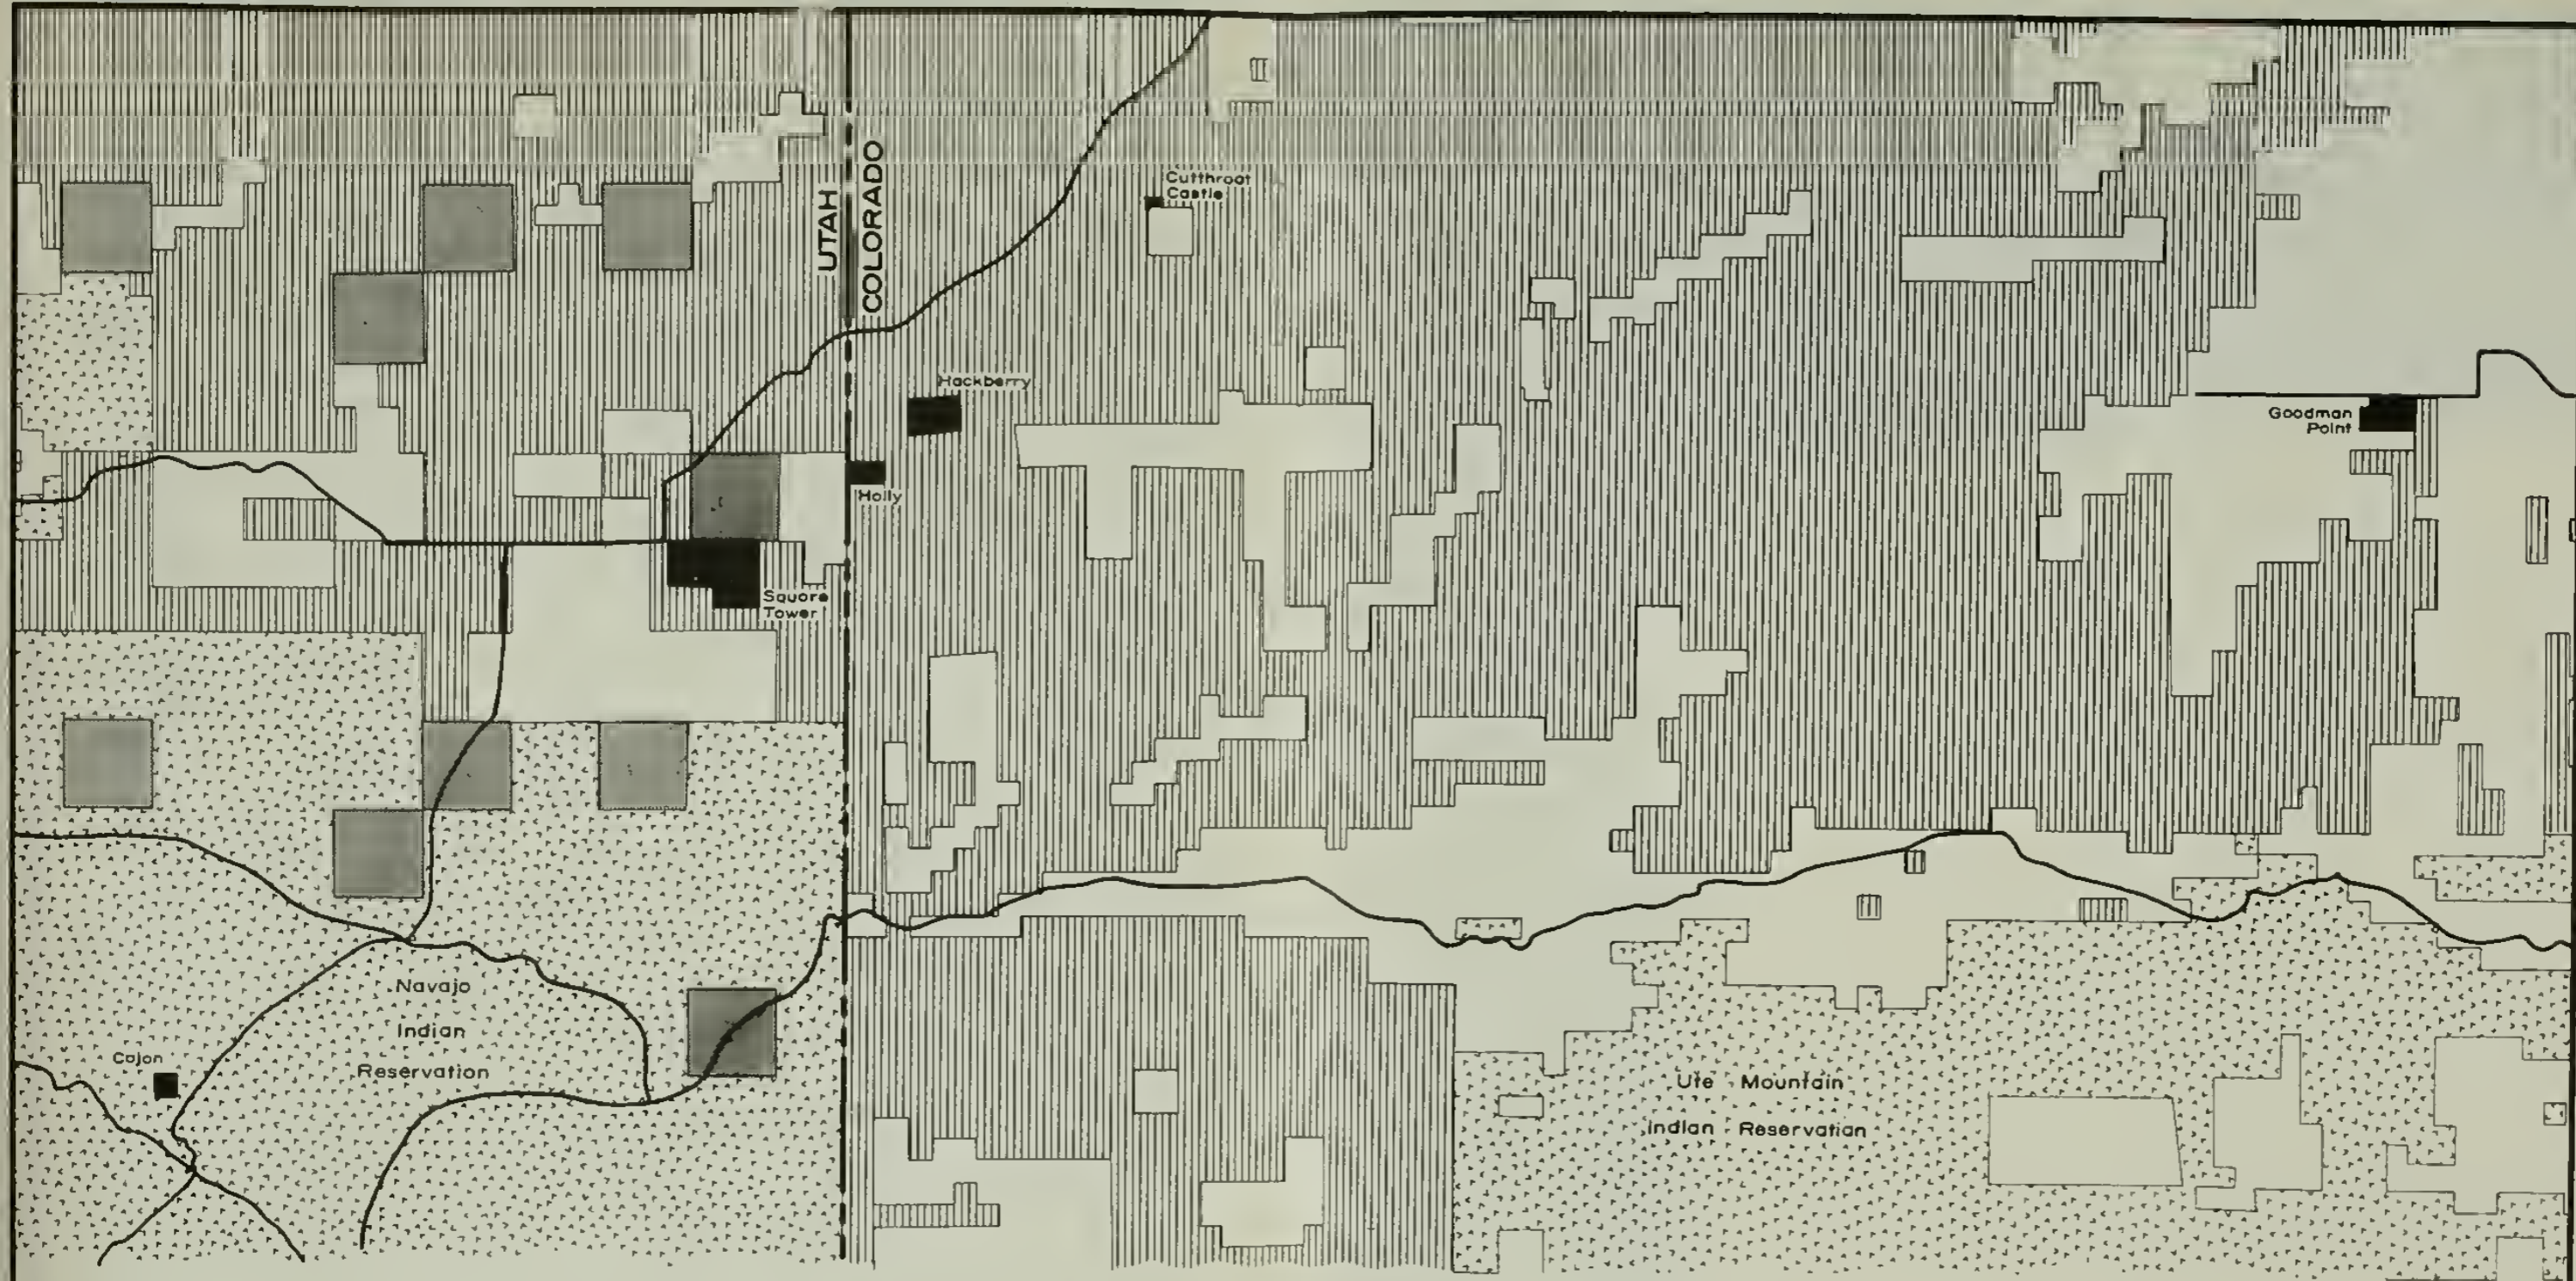 Cutthroat
Castle
UTAH
COLORADO
Hackberry
Goodman
Point
Holly
Square
Tower
Navajo
Indian
Reservation
Cajon
Ute Mountain
Indian Reservation